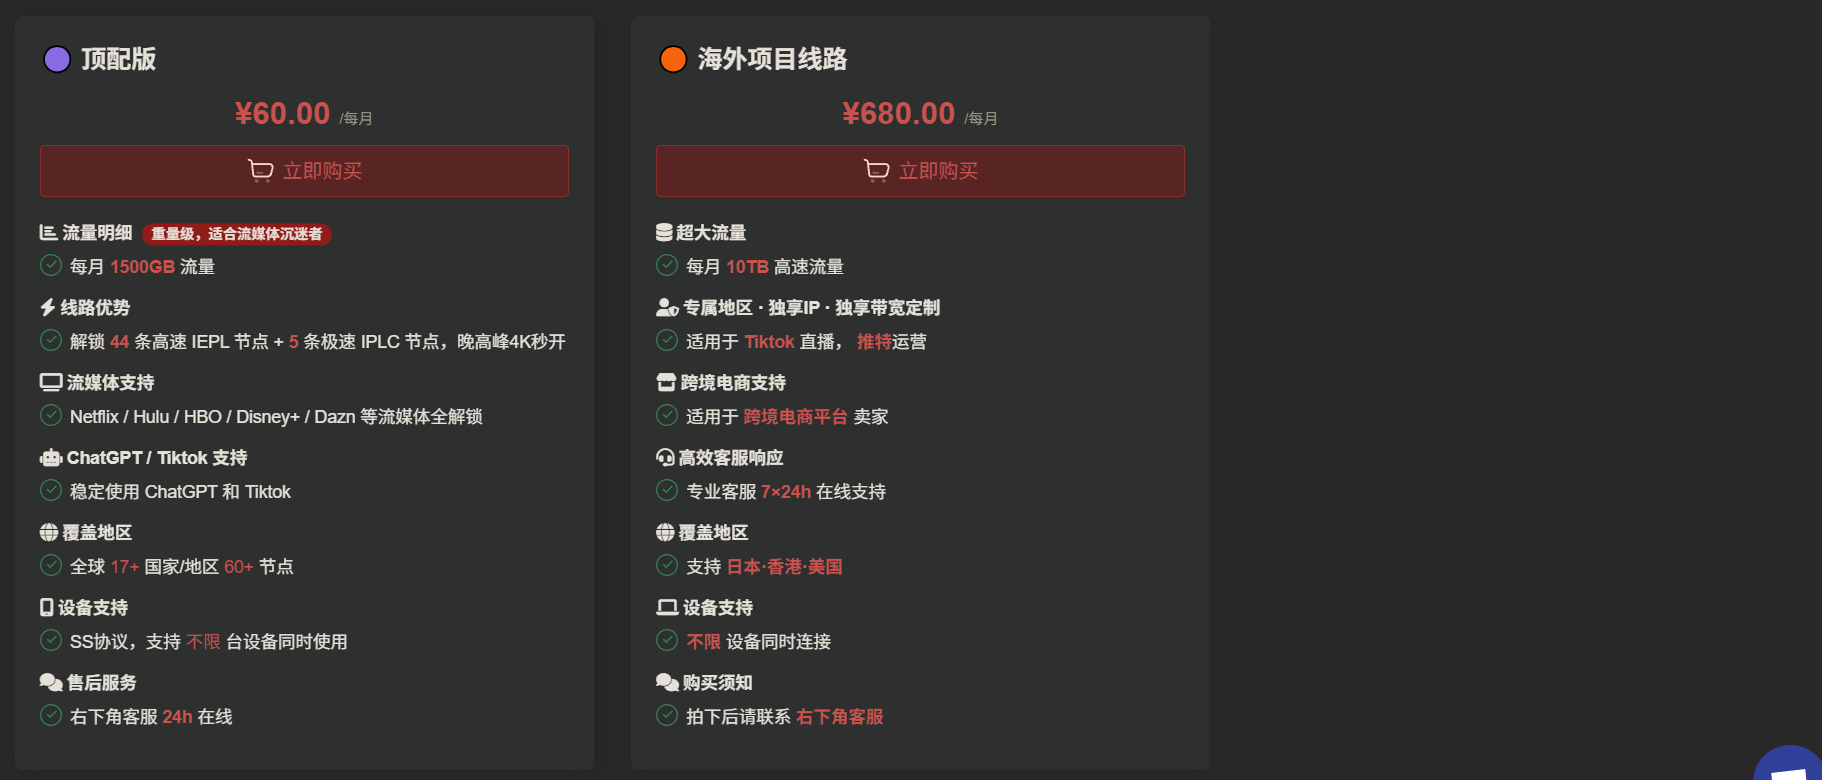 顶配版
¥60.00 /每月
立即购买
流量明细 重量级，适合流媒体沉迷者
每月 1500GB 流量
线路优势
解锁 44 条高速 IEPL 节点 + 5 条极速 IPLC 节点，晚高峰4K秒开
流媒体支持
Netflix / Hulu / HBO / Disney+ / Dazn 等流媒体全解锁
ChatGPT / Tiktok 支持
稳定使用 ChatGPT 和 Tiktok
覆盖地区
全球 17+ 国家/地区 60+ 节点
设备支持
SS协议，支持 不限 台设备同时使用
售后服务
右下角客服 24h 在线
海外项目线路
¥680.00 /每月
立即购买
超大流量
每月 10TB 高速流量
专属地区 · 独享IP · 独享带宽定制
适用于 Tiktok 直播， 推特运营
跨境电商支持
适用于 跨境电商平台 卖家
高效客服响应
专业客服 7×24h 在线支持
覆盖地区
支持 日本·香港·美国
设备支持
不限 设备同时连接
购买须知
拍下后请联系 右下角客服